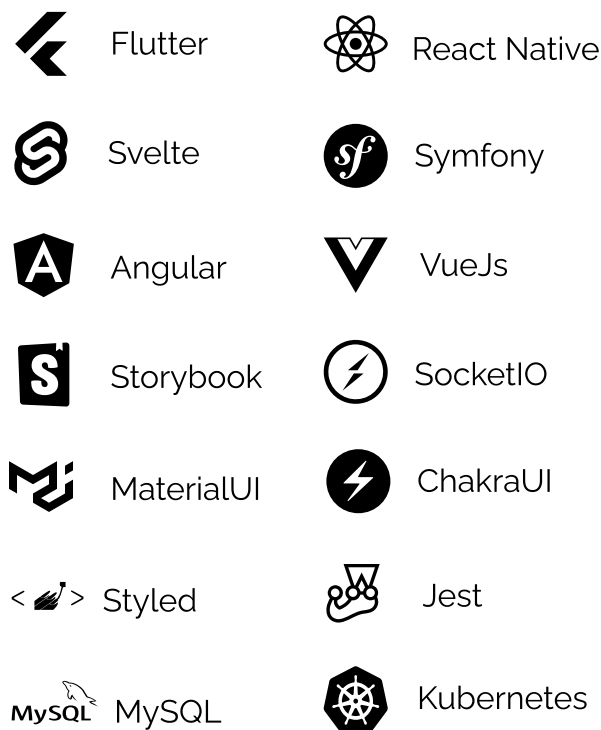 Flutter
React Native
Svelte
Symfony
Angular
VueJs
Storybook
SocketIO
MaterialUI
ChakraUI
Styled
Jest
MySQL MySQL
Kubernetes